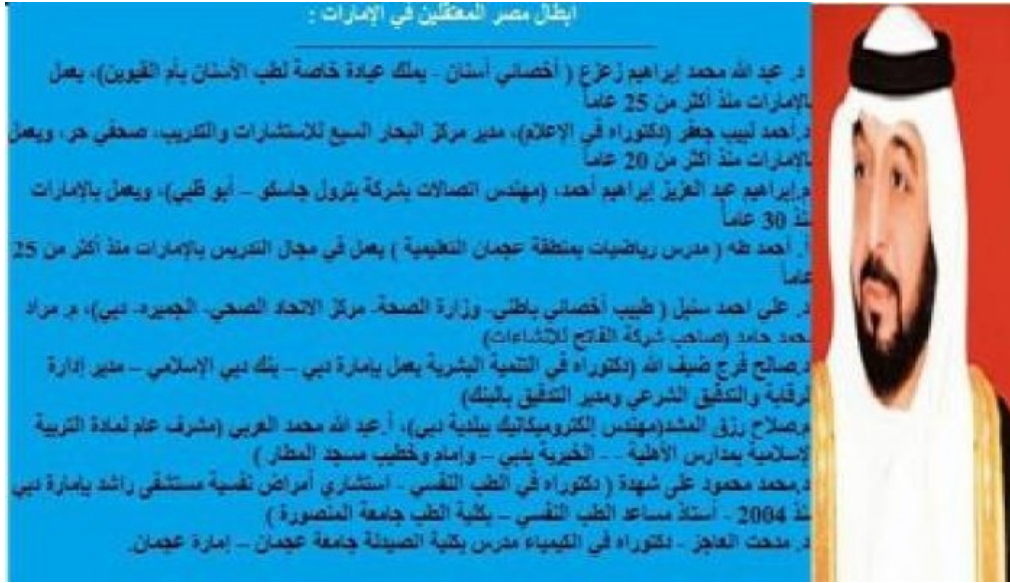 ابطال مصر المعتقلين في الإمارات :
د. عبد الله محمد إبراهيم زعزع ( أخصائي أسنان - يملك عيادة خاصة لطب الأسنان بأم القيوين)، يعمل
بالإمارات منذ أكثر من 25 عاماً
د.أحمد لبيب جعفر (دكتوراه في الإعلام)، مدير مركز البحار السبع للاستشارات والتدريب، صحفي حر، ويعمل
بالإمارات منذ أكثر من 20 عاماً
م.إبراهيم عبد العزيز إبراهيم أحمد، (مهندس اتصالات بشركة بترول جاسكو – أبو ظبي)، ويعمل بالإمارات
منذ 30 عاماً
أ. أحمد طه ( مدرس رياضيات بمنطقة عجمان التعليمية ) يعمل في مجال التدريس بالإمارات منذ أكثر من 25
عاماً
د. علي احمد سنبل ( طبيب أخصائي باطني- وزارة الصحة- مركز الاتحاد الصحي- الجميره- دبي)، م. مراد
محمد حامد (صاحب شركة الفاتح للإنشاءات)
د.صالح فرج ضيف الله (دكتوراه في التنمية البشرية يعمل بإمارة دبي – بنك دبي الإسلامي – مدير إدارة
الرقابة والتدقيق الشرعي ومدير التدقيق بالبنك)
م.صلاح رزق المشد(مهندس إلكتروميكانيك ببلدية دبي)، أ.عبد الله محمد العربي (مشرف عام لمادة التربية
الاسلامية بمدارس الأهلية - - الخيرية بدبي – وإمام وخطيب مسجد المطار )
د.محمد محمود علي شهدة ( دكتوراه في الطب النفسي - استشاري أمراض نفسية مستشفى راشد بإمارة دبي
منذ 2004 - أستاذ مساعد الطب النفسي – بكلية الطب جامعة المنصورة )
د. مدحت العاجز - دكتوراه في الكيمياء مدرس بكلية الصيدلة جامعة عجمان – إمارة عجمان.